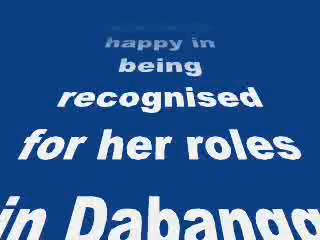 happy in
being
recognised
for her roles
in Dabangg